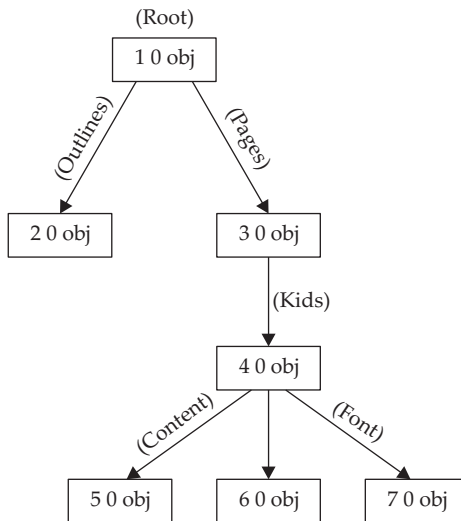 (Root)
1 0 obj
(Outlines)
(Pages)
2 0 obj
3 0 obj
(Kids)
4 0 obj
(Content)
(Font)
5 0 obj
6 0 obj
7 0 obj